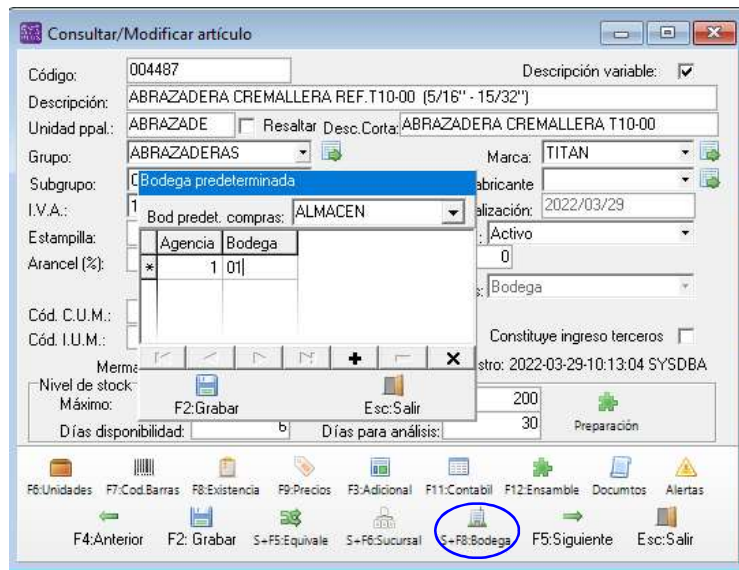 Consultar/Modificar artículo
Código: 004487 Descripción variable:
Descripción: ABRAZADERA CREMALLERA REF.T10-00 (5/16" - 15/32")
Unidad ppal.: ABRAZADE Resaltar Desc.Corta: ABRAZADERA CREMALLERA T10-00
Grupo: ABRAZADERAS Marca: TITAN
Subgrupo: Bodega predeterminada abricante
I.V.A.: 1 Bod predet. compras: ALMACEN alización: 2022/03/29
Estampilla: Agencia Bodega : Activo
Arancel (%): * 1 01 0
s: Bodega
Cód. C.U.M.:
Cód. I.U.M.: Constituye ingreso terceros
Merma stro: 2022-03-29-10:13:04 SYSDBA
Nivel de stock
Máximo: F2:Grabar Esc:Salir 200
Días disponibilidad: 6 Días para análisis: 30 Preparación
F6:Unidades F7:Cod.Barras F8:Existencia F9:Precios F3:Adicional F11:Contabil F12:Ensamble Documtos Alertas
F4:Anterior F2: Grabar S+F5:Equivale S+F6:Sucursal S+F8:Bodega F5:Siguiente Esc:Salir